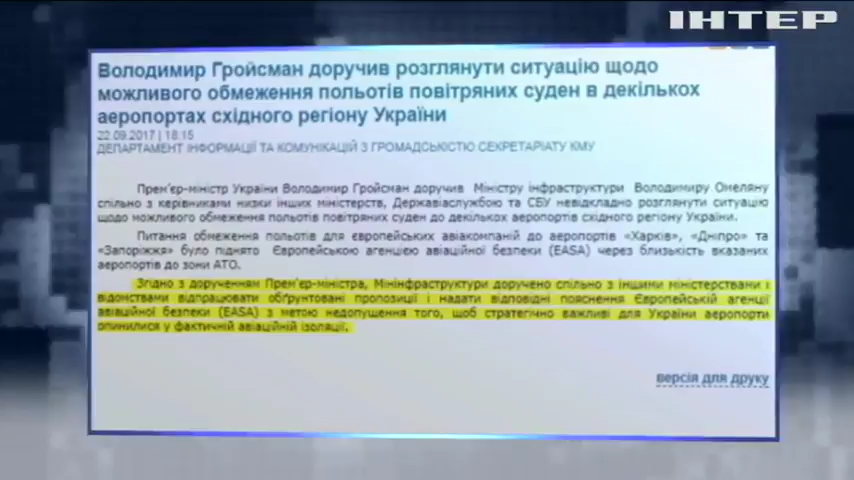 ІНТЕР
Володимир Гройсман доручив розглянути ситуацію щодо
можливого обмеження польотів повітряних суден в декількох
аеропортах східного регіону України
22.09.2017 | 18:15
ДЕПАРТАМЕНТ ІНФОРМАЦІЇ ТА КОМУНІКАЦІЙ З ГРОМАДСЬКІСТЮ СЕКРЕТАРІАТУ КМУ
Прем'єр-міністр України Володимир Гройсман доручив Міністру інфраструктури Володимиру Омеляну
спільно з керівниками низки інших міністерств, Державіаслужбою та СБУ невідкладно розглянути ситуацію
щодо можливого обмеження польотів повітряних суден до декількох аеропортів східного регіону України.
Питання обмеження польотів для європейських авіакомпаній до аеропортів «Харків», «Дніпро» та
«Запоріжжя» було піднято Європейською агенцією авіаційної безпеки (EASA) через близькість вказаних
аеропортів до зони АТО.
Згідно з дорученням Прем'єр-міністра, Мінінфраструктури доручено спільно з іншими міністерствами і
відомствами відпрацювати обґрунтовані пропозиції і надати відповідні пояснення Європейській агенції
авіаційної безпеки (EASA) з метою недопущення того, щоб стратегічно важливі для України аеропорти
опинилися у фактичній авіаційній ізоляції.
версія для друку